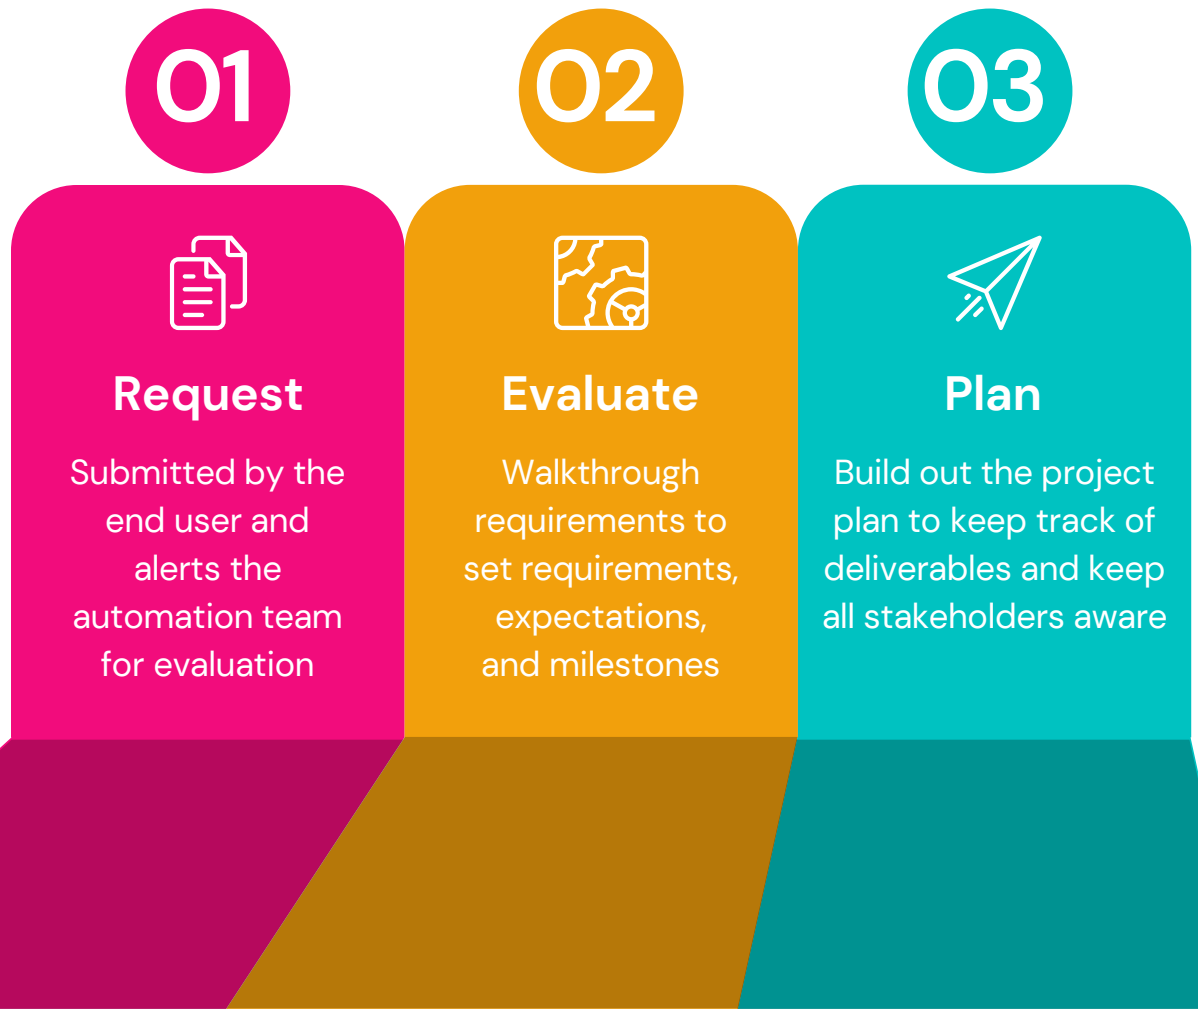 01
Request
Submitted by the
end user and
alerts the
automation team
for evaluation
02
Evaluate
Walkthrough
requirements to
set requirements,
expectations,
and milestones
03
Plan
Build out the project
plan to keep track of
deliverables and keep
all stakeholders aware